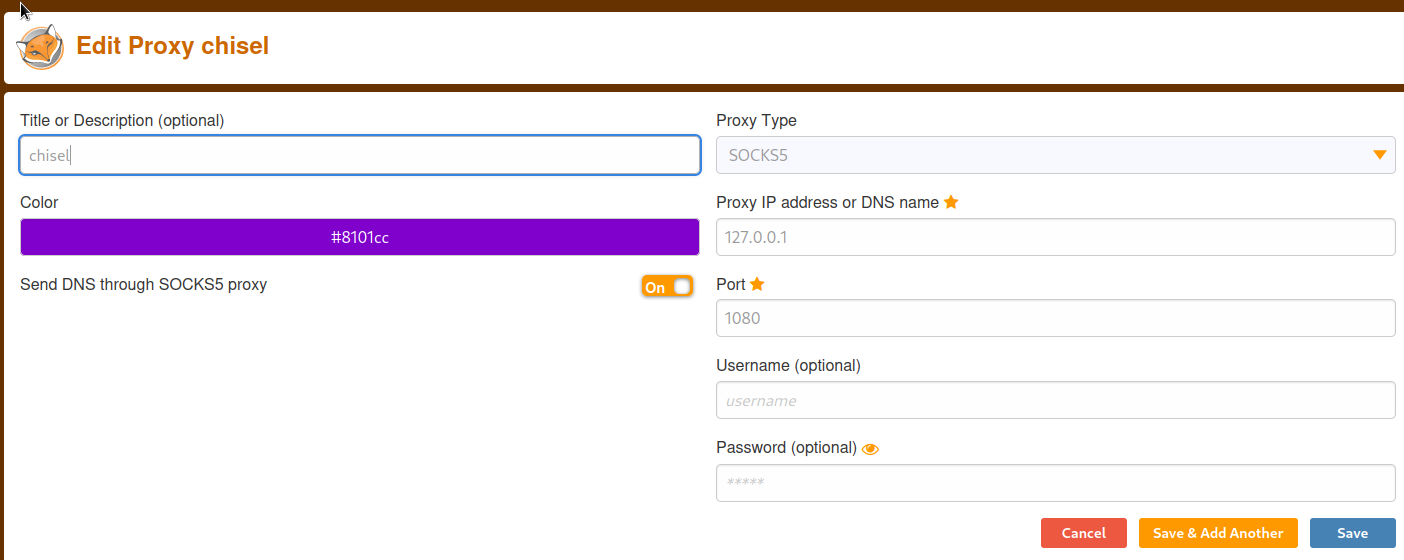 Edit Proxy chisel
Title or Description (optional)
chisel
Color
#8101cc
Send DNS through SOCKS5 proxy
On
Proxy Type
SOCKS5
Proxy IP address or DNS name
127.0.0.1
Port
1080
Username (optional)
username
Password (optional)
*****
Cancel
Save & Add Another
Save